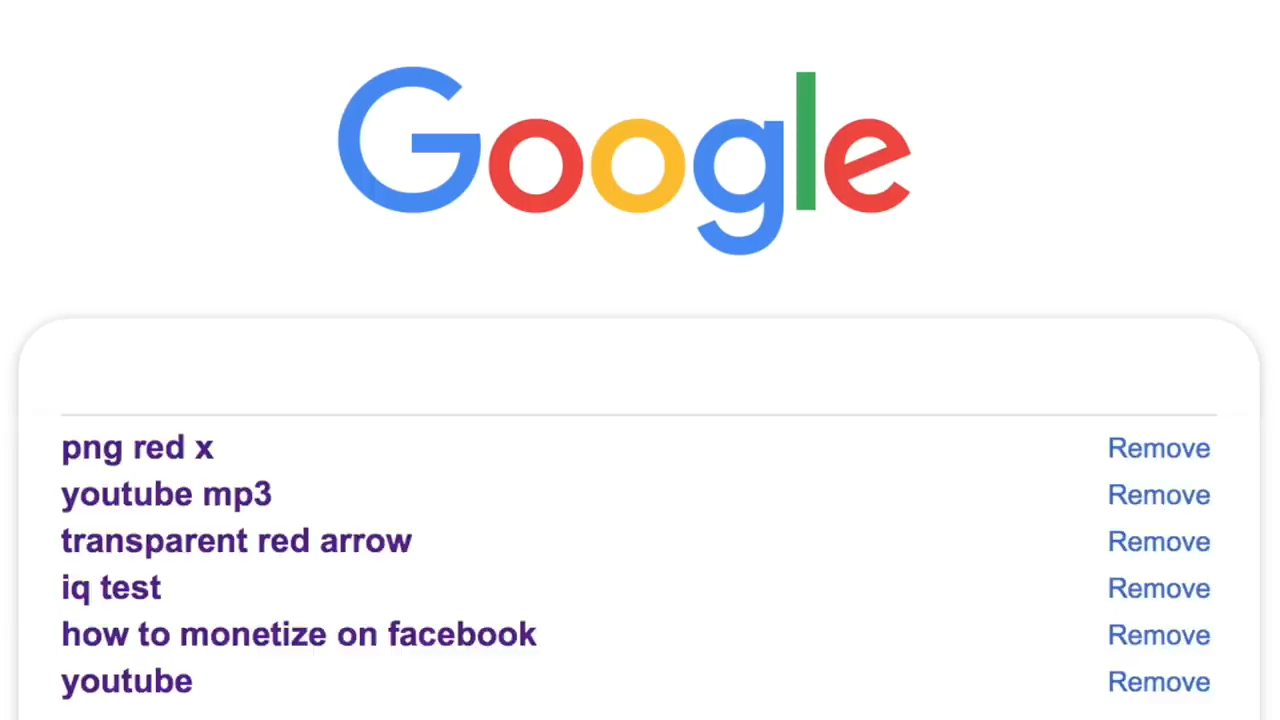 Google
png red x Remove
youtube mp3 Remove
transparent red arrow Remove
iq test Remove
how to monetize on facebook Remove
youtube Remove